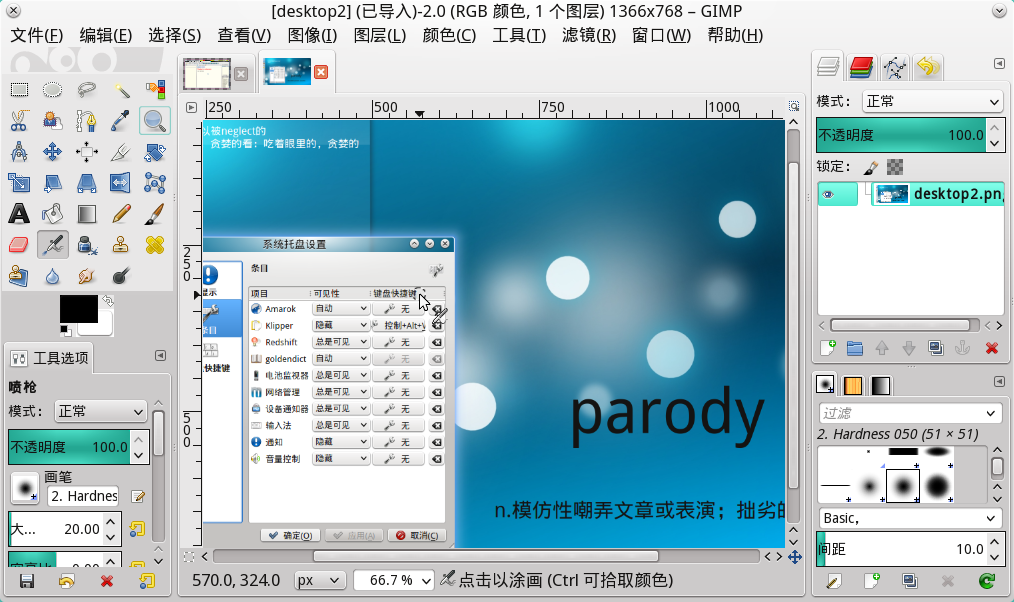 [desktop2] (已导入)-2.0 (RGB 颜色, 1 个图层) 1366x768 – GIMP
文件(F) 编辑(E) 选择(S) 查看(V) 图像(I) 图层(L) 颜色(C) 工具(T) 滤镜(R) 窗口(W) 帮助(H)
250 500 750 1000
模式: 正常
不透明度 100.0
锁定:
desktop2.pn
250
500
以被neglect的
贪婪的看：吃着眼里的，贪婪的
系统托盘设置
显示
条目
快捷键
条目
项目 可见性 键盘快捷键
Amarok 自动 无
Klipper 隐藏 控制+Alt+
Redshift 总是可见 无
goldendict 自动 无
电池监视器 总是可见 无
网络管理 总是可见 无
设备通知器 总是可见 无
输入法 总是可见 无
通知 隐藏 无
音量控制 隐藏 无
确定(O) 应用(A) 取消(C)
parody
n.模仿性嘲弄文章或表演；拙劣的
工具选项
喷枪
模式: 正常
不透明度 100.0
画笔
2. Hardnes
大... 20.00
过滤
2. Hardness 050 (51 × 51)
Basic,
间距 10.0
570.0, 324.0 px 66.7 % 点击以涂画 (Ctrl 可拾取颜色)